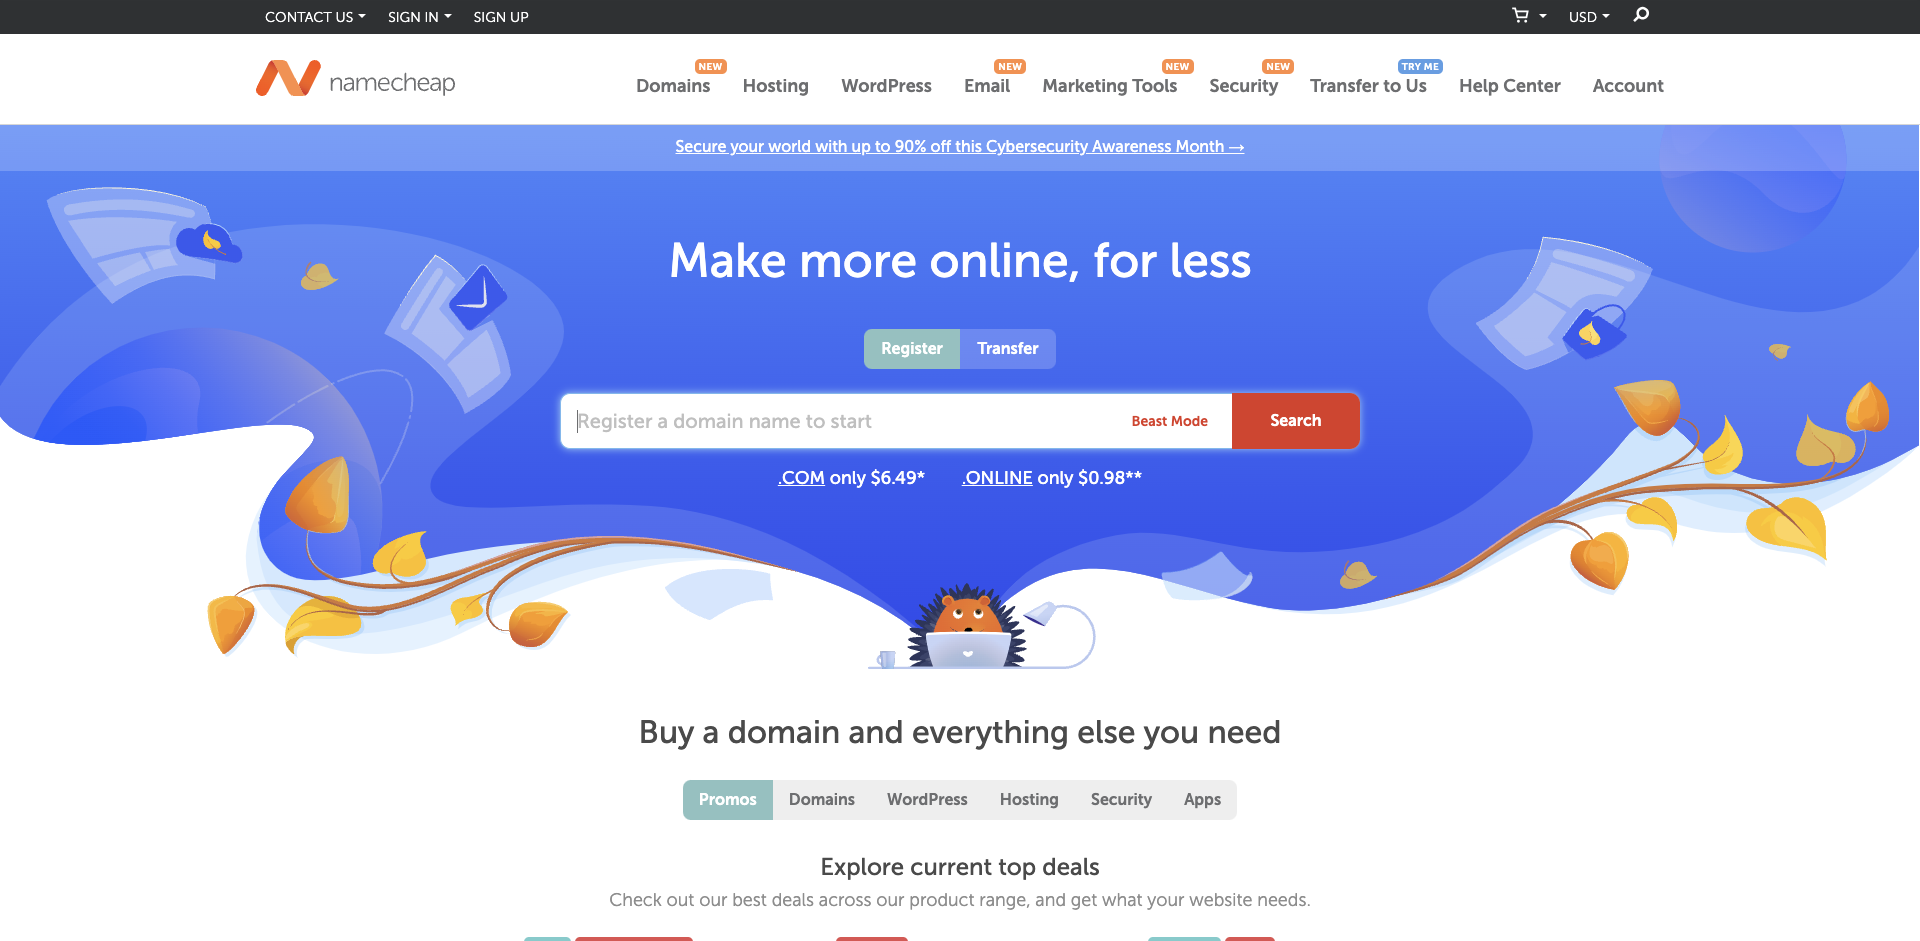 CONTACT US SIGN IN SIGN UP USD
namecheap
NEW NEW NEW NEW TRY ME
Domains Hosting WordPress Email Marketing Tools Security Transfer to Us Help Center Account
Secure your world with up to 90% off this Cybersecurity Awareness Month →
Make more online, for less
Register Transfer
Register a domain name to start Beast Mode Search
.COM only $6.49* .ONLINE only $0.98**
Buy a domain and everything else you need
Promos Domains WordPress Hosting Security Apps
Explore current top deals
Check out our best deals across our product range, and get what your website needs.